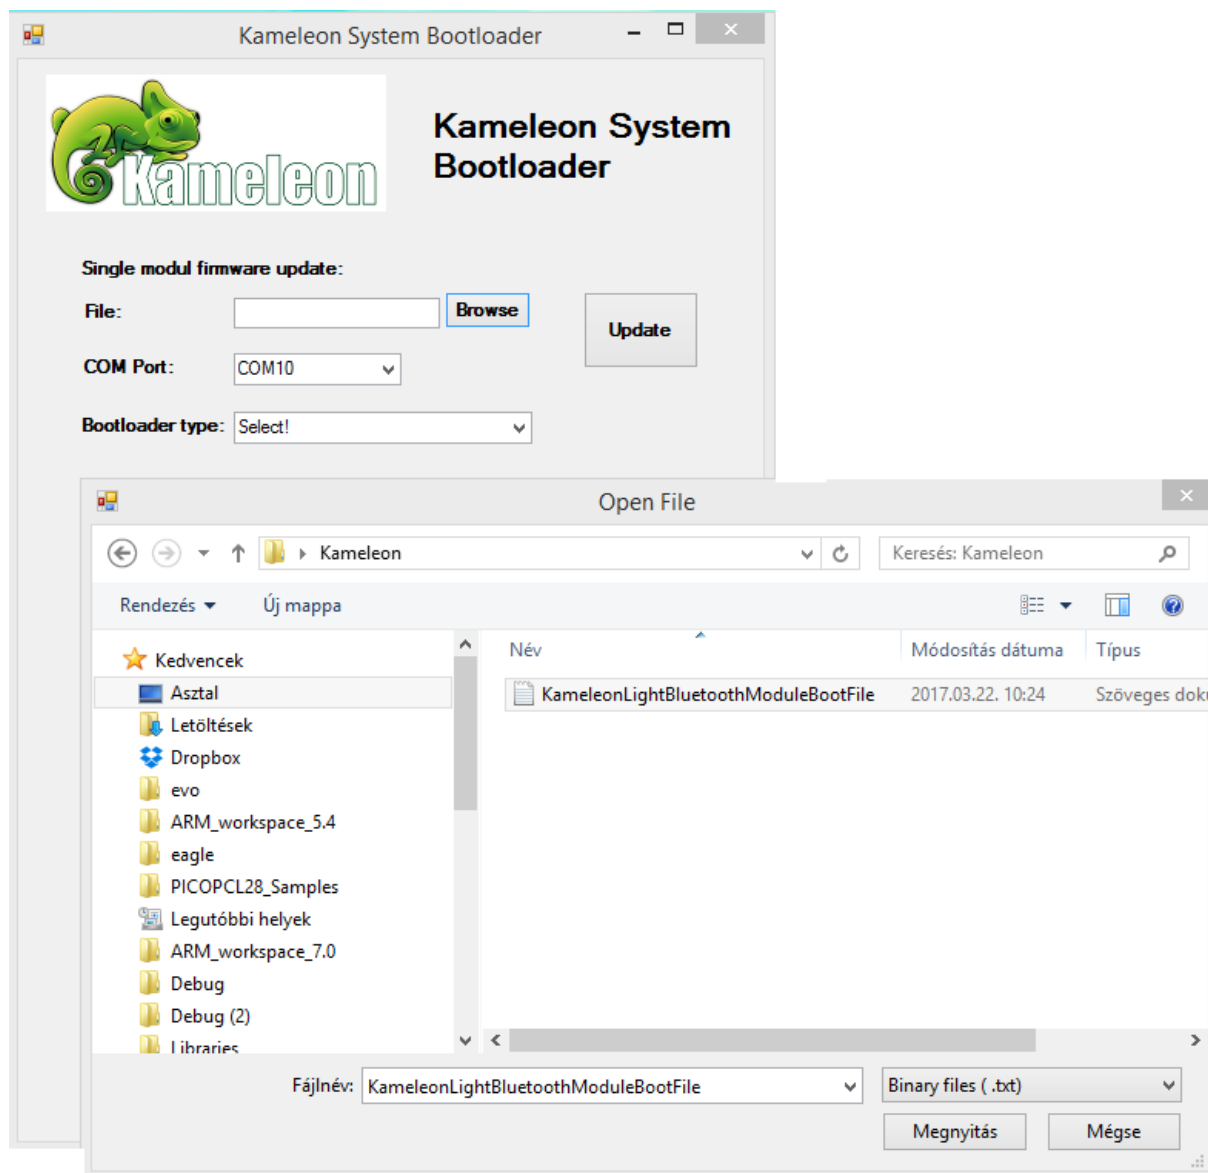 Kameleon System Bootloader
Kameleon
Kameleon System
Bootloader
Single modul firmware update:
File:
Browse
Update
COM Port:
COM10
Bootloader type:
Select!
Open File
Kameleon
Keresés: Kameleon
Rendezés
Új mappa
Név
Módosítás dátuma
Típus
Kedvencek
Asztal
Letöltések
Dropbox
evo
ARM_workspace_5.4
eagle
PICOPCL28_Samples
Legutóbbi helyek
ARM_workspace_7.0
Debug
Debug (2)
Libraries
KameleonLightBluetoothModuleBootFile
2017.03.22. 10:24
Szöveges doku
Fájlnév:
KameleonLightBluetoothModuleBootFile
Binary files ( .txt)
Megnyitás
Mégse